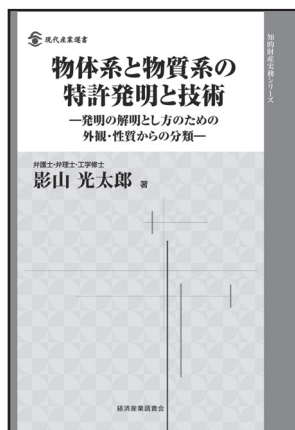 現代産業選書
知的財産実務シリーズ
物体系と物質系の
特許発明と技術
―発明の解明とし方のための
外観・性質からの分類―
弁護士・弁理士・工学修士
影山 光太郎 著
経済産業調査会